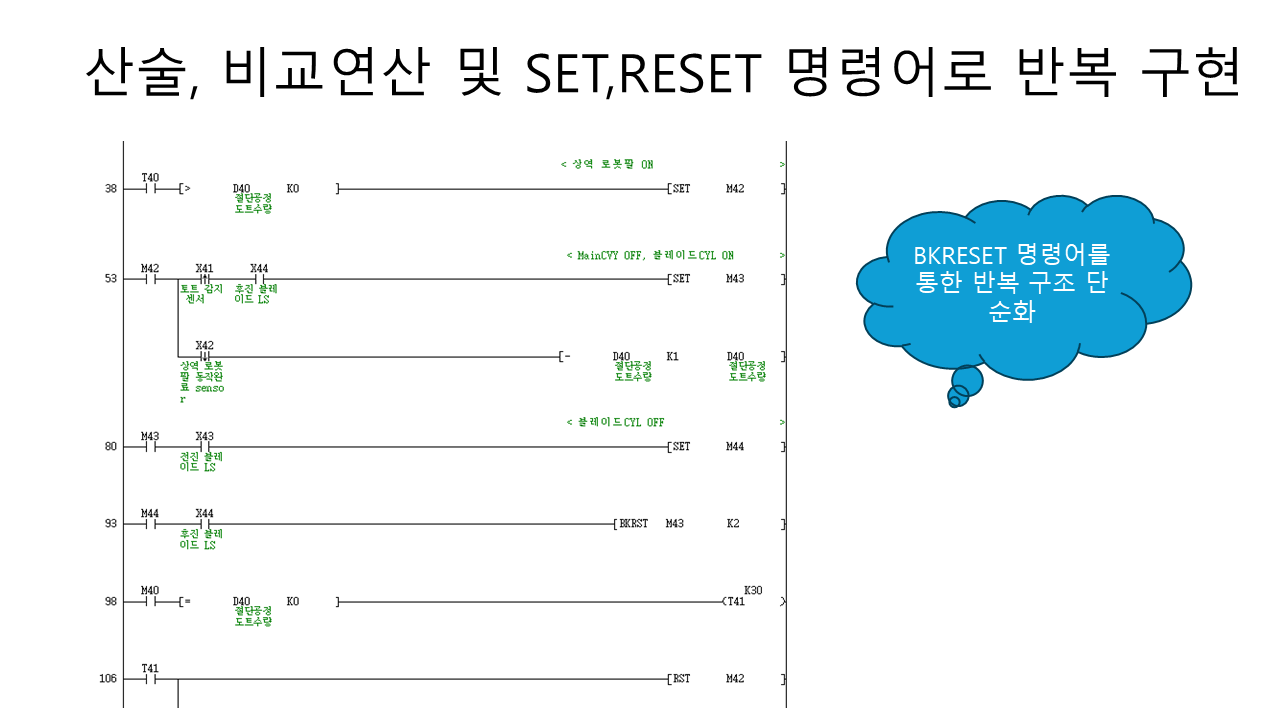 산술, 비교연산 및 SET,RESET 명령어로 반복 구현
< 상역 로봇팔 ON >
T40
38 [> D40 K0 ] [SET M42 ]
절단공정
도트수량
< MainCVY OFF, 블레이드CYL ON >
M42 X41 X44
53 [SET M43 ]
토트 감지 후진 블레
센서 이드 LS
X42
[- D40 K1 D40 ]
상역 로봇 절단공정 절단공정
팔 동작완 도트수량 도트수량
료 senso
r
< 블레이드CYL OFF >
M43 X43
80 [SET M44 ]
전진 블레
이드 LS
M44 X44
93 [BKRST M43 K2 ]
후진 블레
이드 LS
M40 K30
98 [= D40 K0 ] (T41 )
절단공정
도트수량
T41
106 [RST M42 ]
BKRESET 명령어를
통한 반복 구조 단
순화